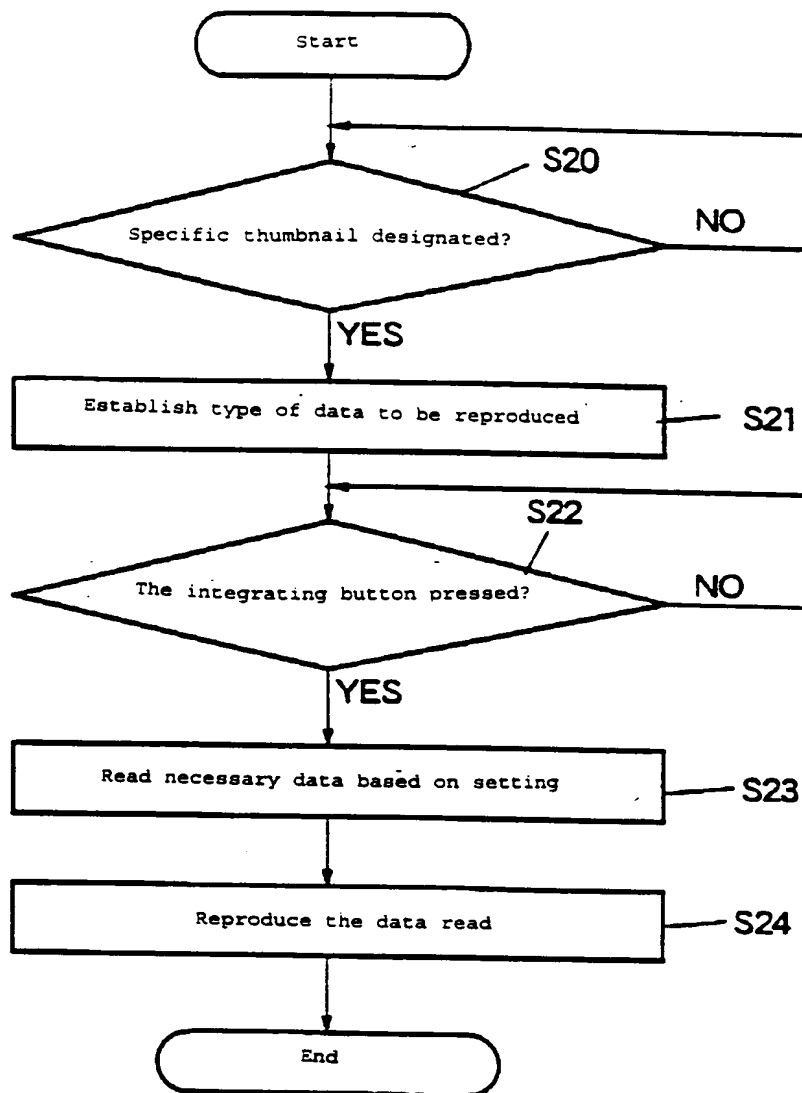 Start
S20
Specific thumbnail designated?
NO
YES
Establish type of data to be reproduced
S21
S22
The integrating button pressed?
NO
YES
Read necessary data based on setting
S23
Reproduce the data read
S24
End